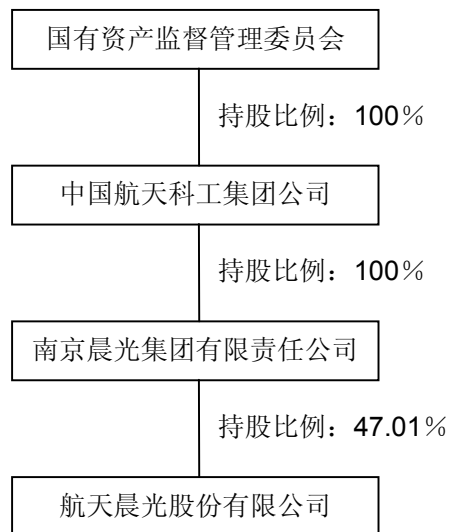 国有资产监督管理委员会
持股比例：100％
中国航天科工集团公司
持股比例：100％
南京晨光集团有限责任公司
持股比例：47.01％
航天晨光股份有限公司